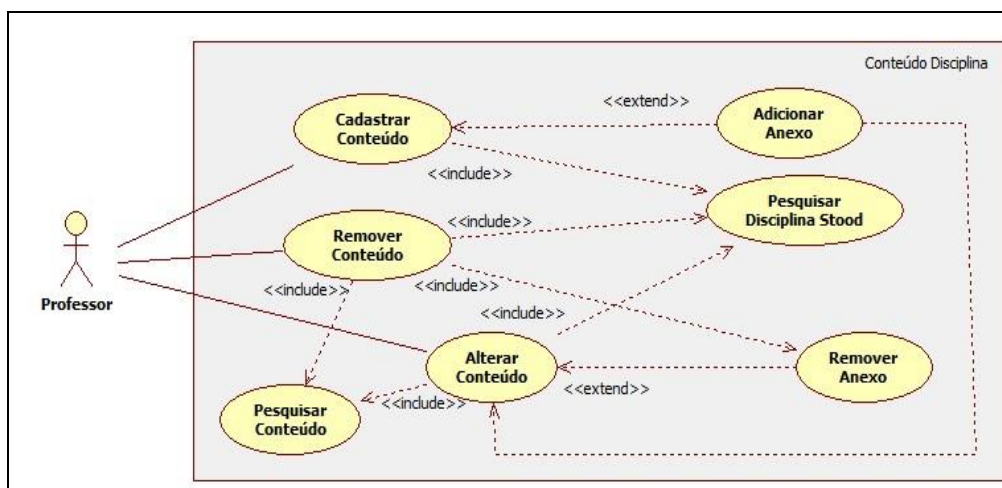 Conteúdo Disciplina
<<extend>>
Cadastrar
Conteúdo
Adicionar
Anexo
<<include>>
Pesquisar
Disciplina Stood
<<include>>
Remover
Conteúdo
<<include>>
<<include>>
<<include>>
Professor
Alterar
Conteúdo
Remover
Anexo
<<extend>>
<<include>>
Pesquisar
Conteúdo